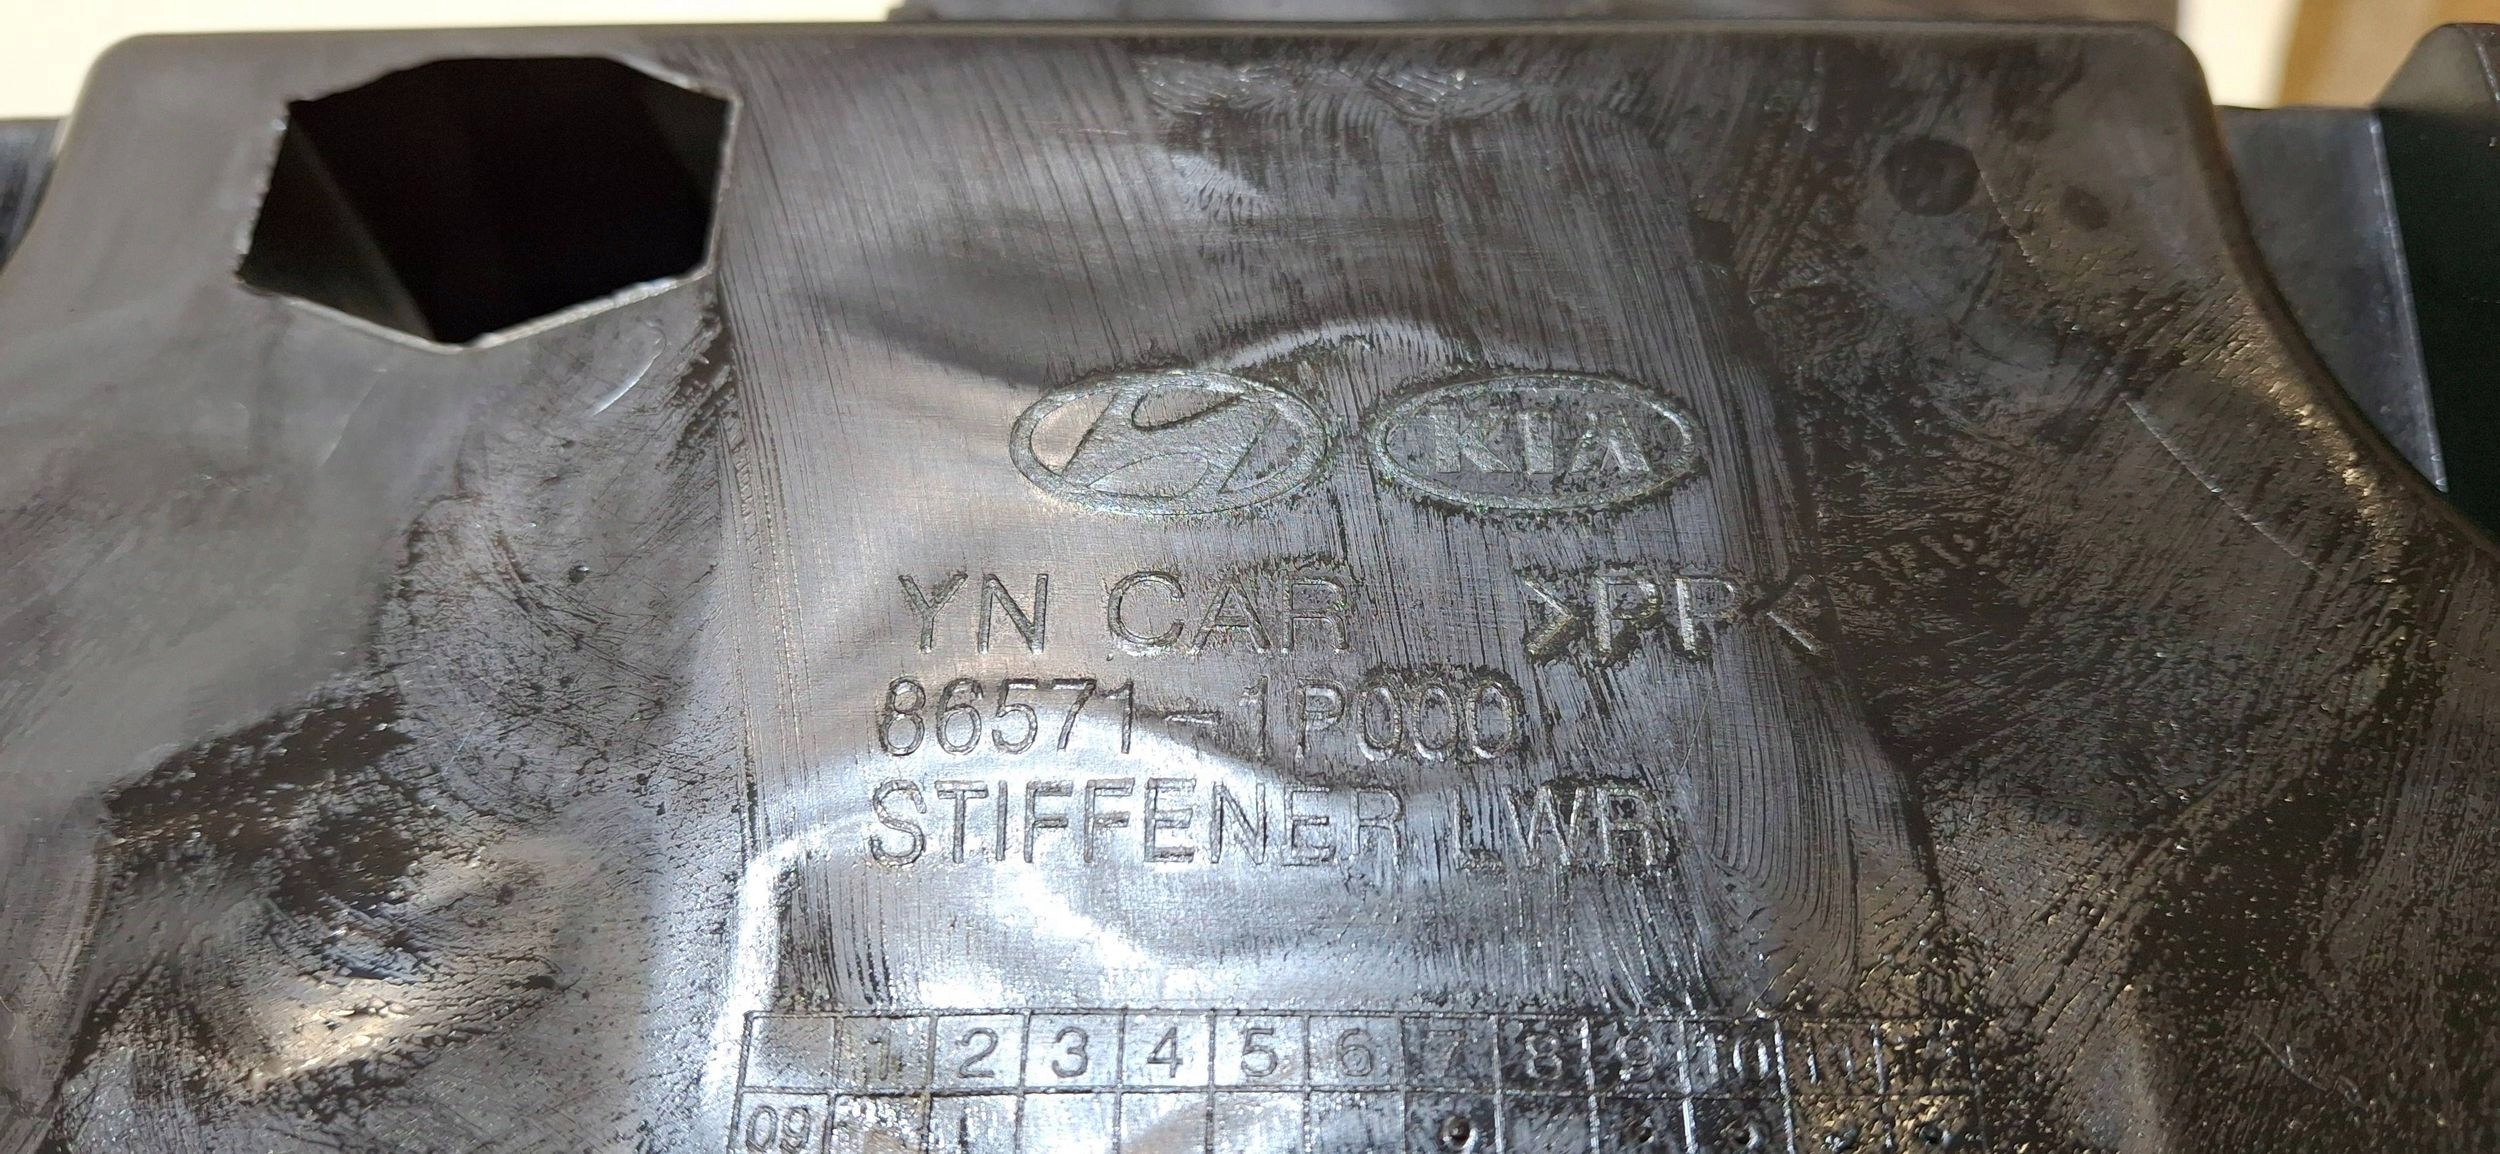 KIA
YN CAR >PP<
86571-1P000
STIFFENER LWR
1 2 3 4 5 6 7 8 9 10 11 12
09